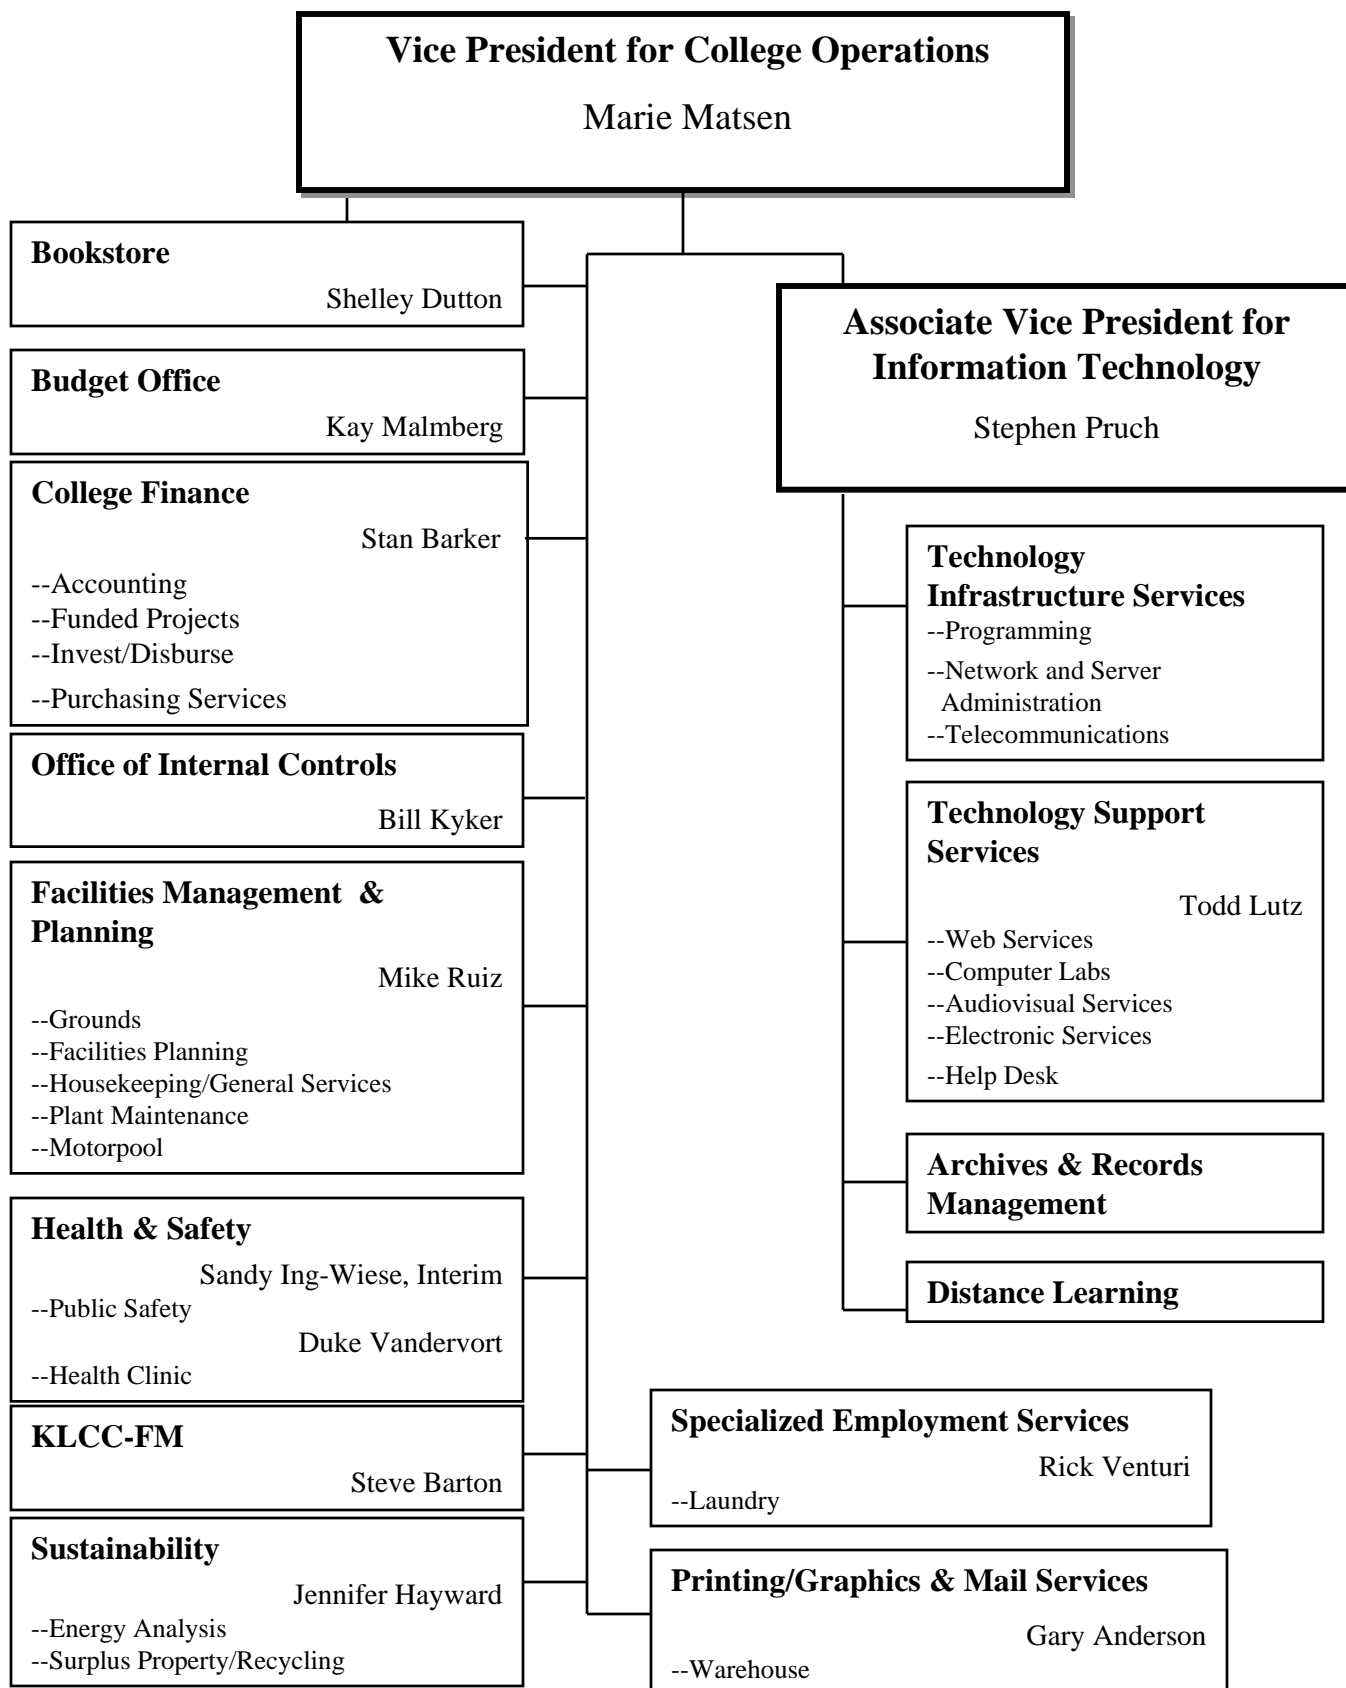 Vice President for College Operations
Marie Matsen
Bookstore
Shelley Dutton
Budget Office
Kay Malmberg
College Finance
Stan Barker
--Accounting
--Funded Projects
--Invest/Disburse
--Purchasing Services
Office of Internal Controls
Bill Kyker
Facilities Management &
Planning
Mike Ruiz
--Grounds
--Facilities Planning
--Housekeeping/General Services
--Plant Maintenance
--Motorpool
Health & Safety
Sandy Ing-Wiese, Interim
--Public Safety
Duke Vandervort
--Health Clinic
KLCC-FM
Steve Barton
Sustainability
Jennifer Hayward
--Energy Analysis
--Surplus Property/Recycling
Associate Vice President for
Information Technology
Stephen Pruch
Technology
Infrastructure Services
--Programming
--Network and Server
Administration
--Telecommunications
Technology Support
Services
Todd Lutz
--Web Services
--Computer Labs
--Audiovisual Services
--Electronic Services
--Help Desk
Archives & Records
Management
Distance Learning
Specialized Employment Services
Rick Venturi
--Laundry
Printing/Graphics & Mail Services
Gary Anderson
--Warehouse